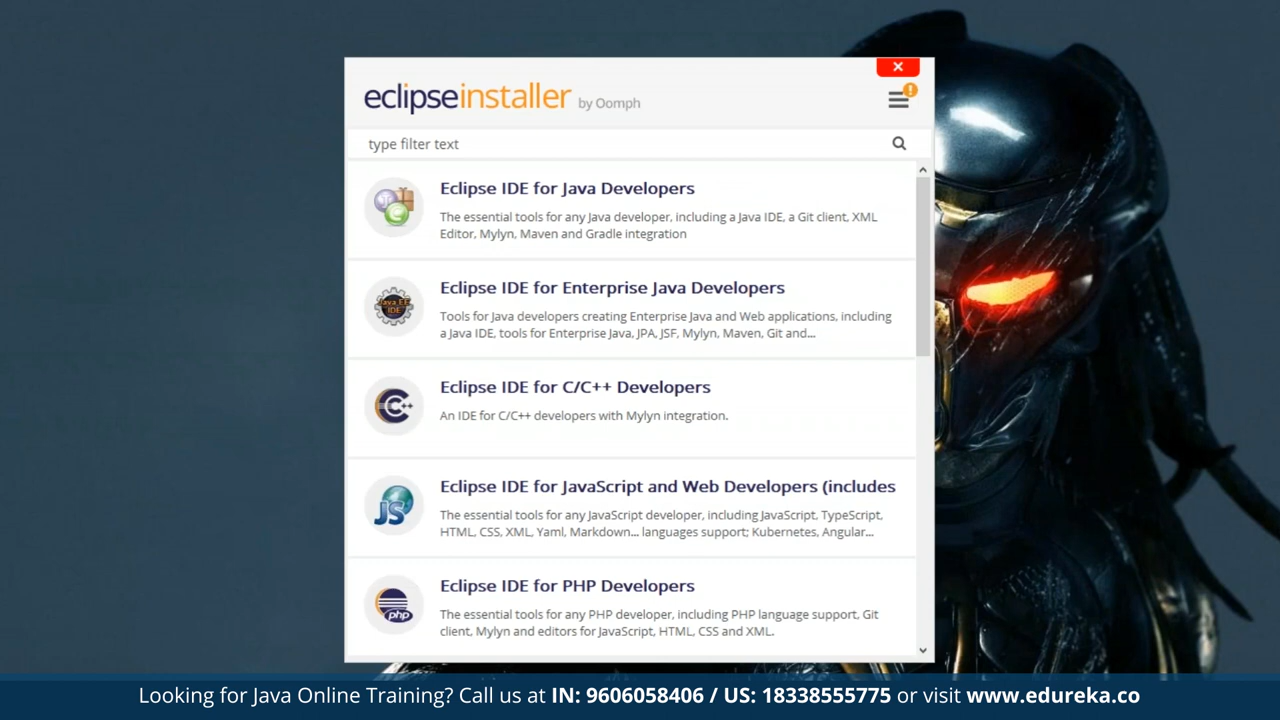 eclipseinstaller by Oomph
type filter text
Eclipse IDE for Java Developers
The essential tools for any Java developer, including a Java IDE, a Git client, XML
Editor, Mylyn, Maven and Gradle integration
Java EE
IDE
Eclipse IDE for Enterprise Java Developers
Tools for Java developers creating Enterprise Java and Web applications, including
a Java IDE, tools for Enterprise Java, JPA, JSF, Mylyn, Maven, Git and...
C++
Eclipse IDE for C/C++ Developers
An IDE for C/C++ developers with Mylyn integration.
JS
Eclipse IDE for JavaScript and Web Developers (includes
The essential tools for any JavaScript developer, including JavaScript, TypeScript,
HTML, CSS, XML, Yaml, Markdown... languages support; Kubernetes, Angular...
php
Eclipse IDE for PHP Developers
The essential tools for any PHP developer, including PHP language support, Git
client, Mylyn and editors for JavaScript, HTML, CSS and XML.
Looking for Java Online Training? Call us at IN: 9606058406 / US: 18338555775 or visit www.edureka.co